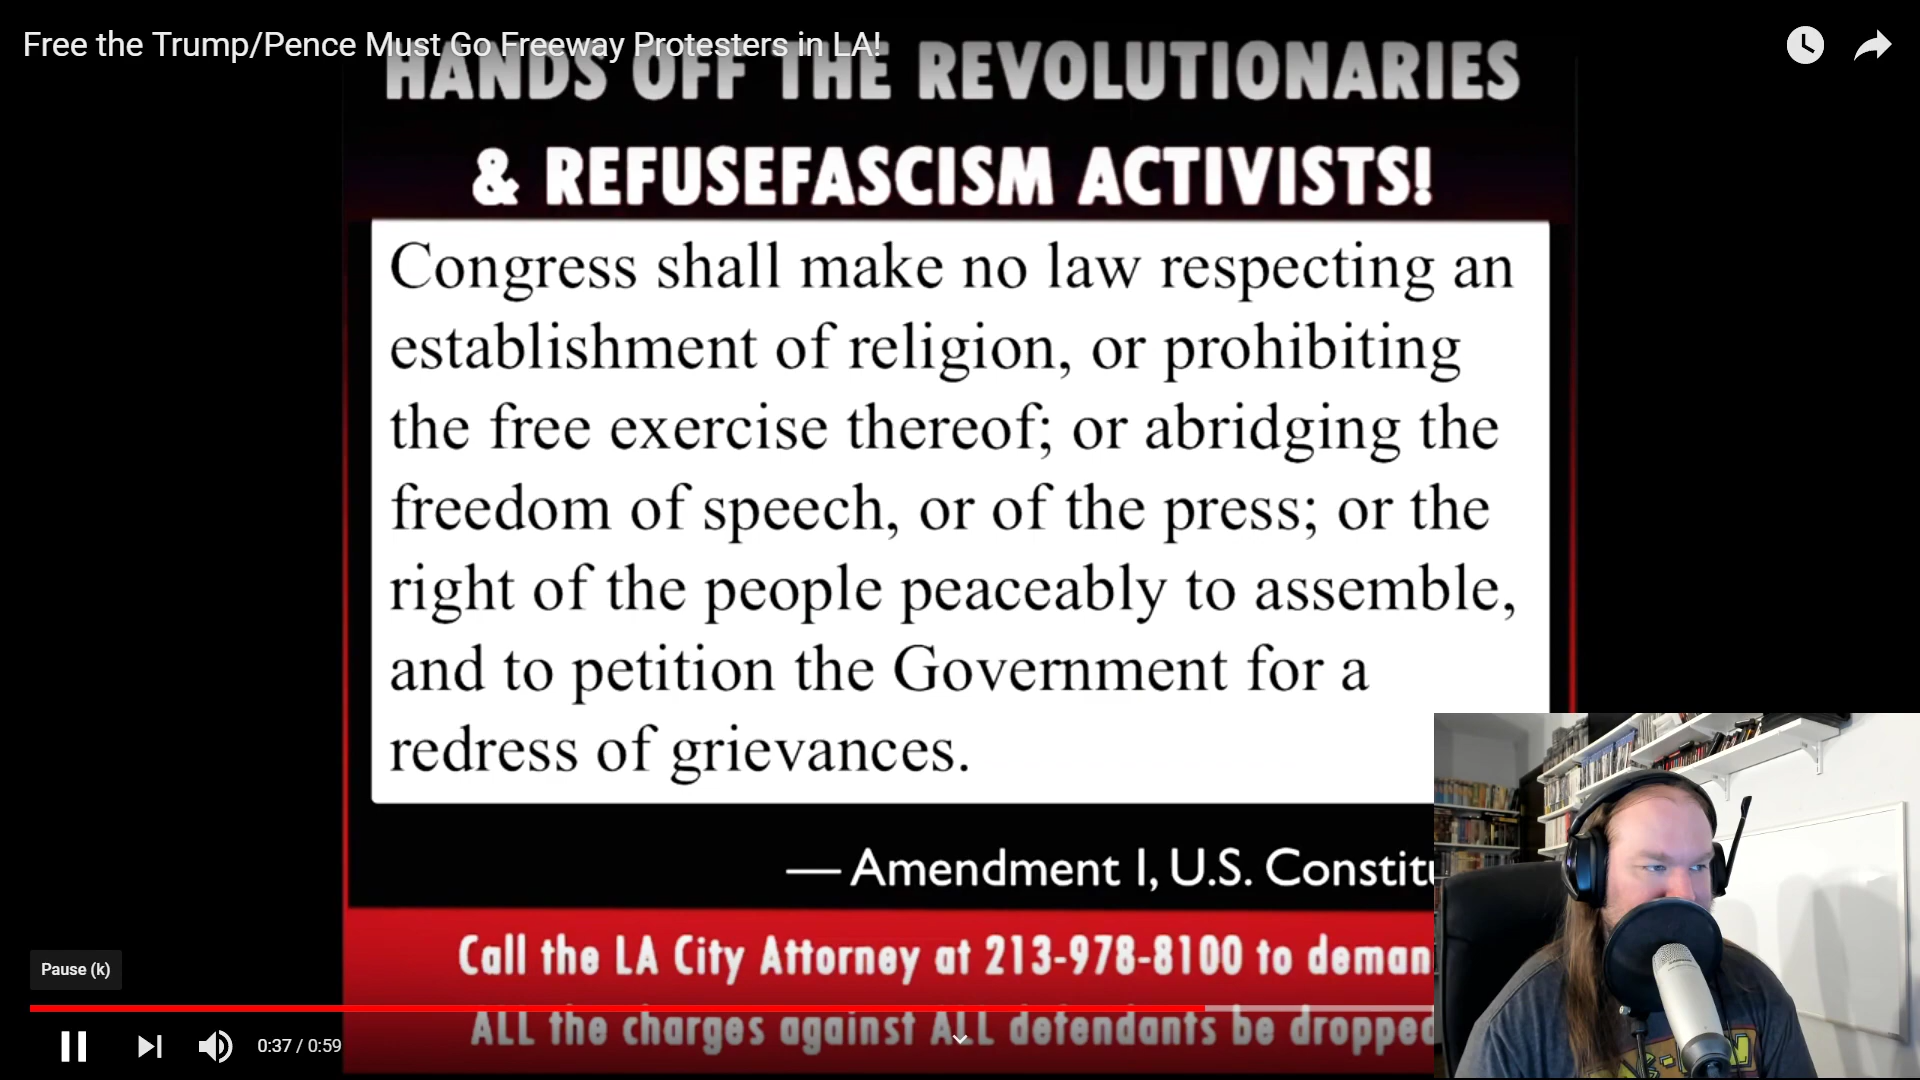 Free the Trump/Pence Must Go Freeway Protesters in LA!
HANDS OFF THE REVOLUTIONARIES
& REFUSEFASCISM ACTIVISTS!
Congress shall make no law respecting an
establishment of religion, or prohibiting
the free exercise thereof; or abridging the
freedom of speech, or of the press; or the
right of the people peaceably to assemble,
and to petition the Government for a
redress of grievances.
— Amendment I, U.S. Constitu
Call the LA City Attorney at 213-978-8100 to deman
Pause (k)
ALL the charges against ALL defendants be dropped
0:37 / 0:59